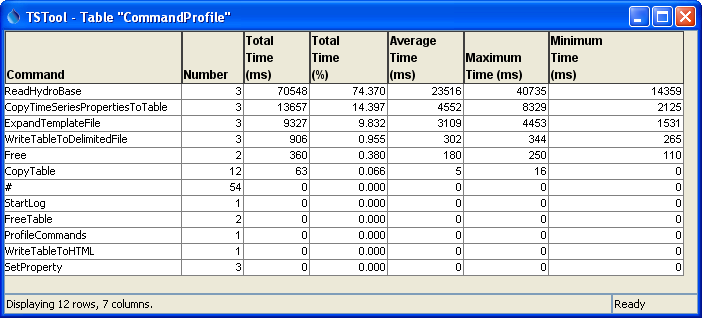 TSTool - Table "CommandProfile"
Command Number Total Time (ms) Total Time (%) Average Time (ms) Maximum Time (ms) Minimum Time (ms)
ReadHydroBase 3 70548 74.370 23516 40735 14359
CopyTimeSeriesPropertiesToTable 3 13657 14.397 4552 8329 2125
ExpandTemplateFile 3 9327 9.832 3109 4453 1531
WriteTableToDelimitedFile 3 906 0.955 302 344 265
Free 2 360 0.380 180 250 110
CopyTable 12 63 0.066 5 16 0
# 54 0 0.000 0 0 0
StartLog 1 0 0.000 0 0 0
FreeTable 2 0 0.000 0 0 0
ProfileCommands 1 0 0.000 0 0 0
WriteTableToHTML 1 0 0.000 0 0 0
SetProperty 3 0 0.000 0 0 0
Displaying 12 rows, 7 columns. Ready